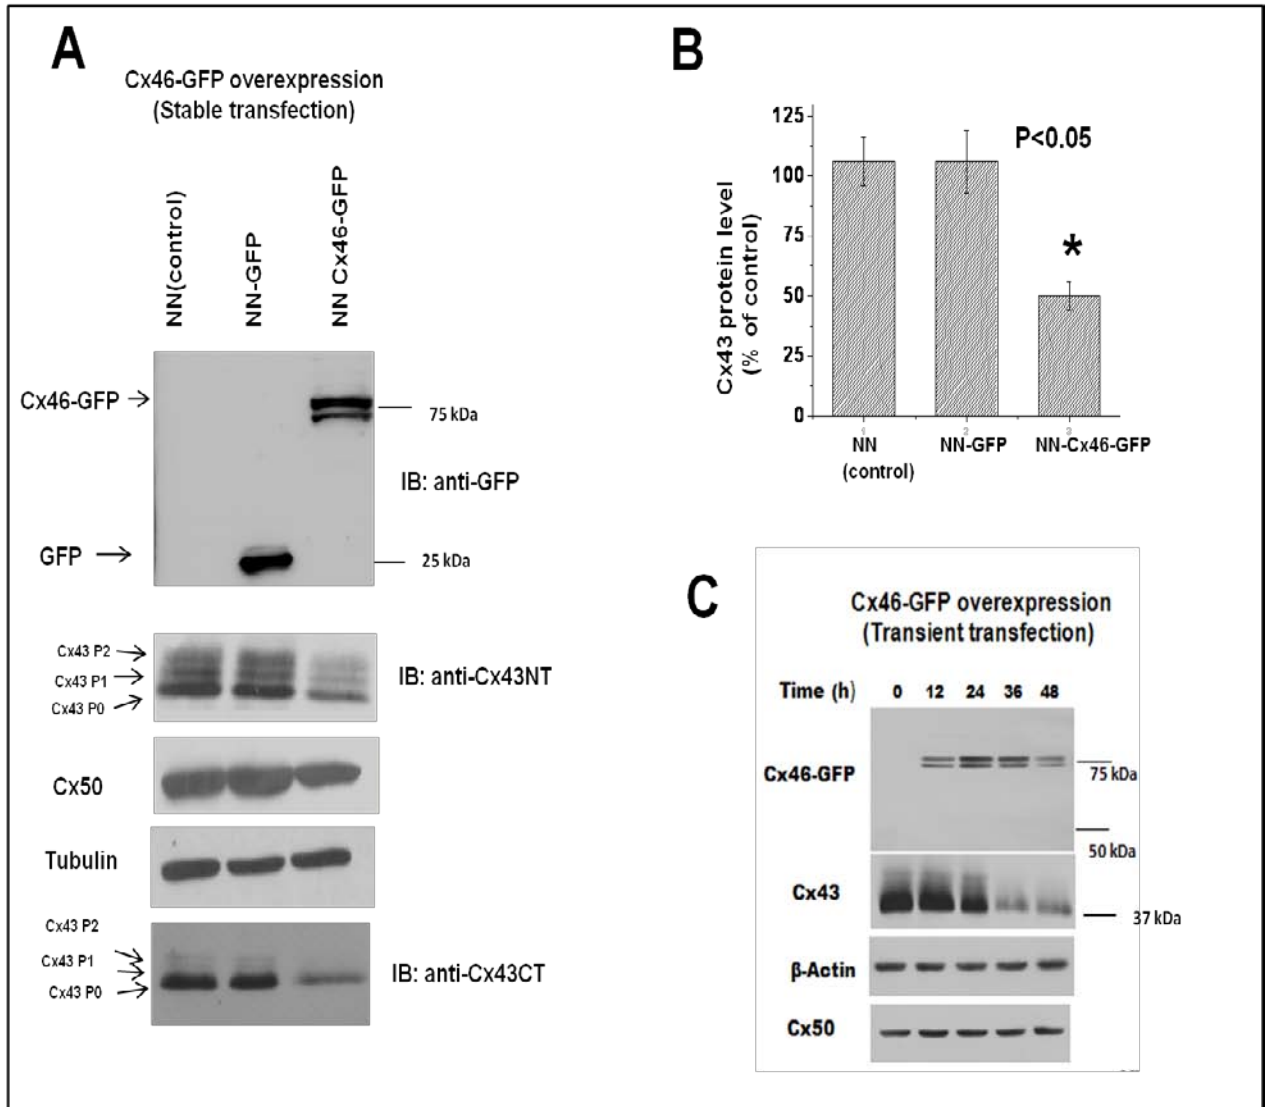 A
Cx46-GFP overexpression
(Stable transfection)
NN(control)
NN-GFP
NN Cx46-GFP
Cx46-GFP
75 kDa
IB: anti-GFP
GFP
25 kDa
Cx43 P2
Cx43 P1
Cx43 P0
IB: anti-Cx43NT
Cx50
Tubulin
Cx43 P2
Cx43 P1
Cx43 P0
IB: anti-Cx43CT
B
Cx43 protein level
(% of control)
125
100
75
50
25
0
P<0.05
*
1
2
3
NN
(control)
NN-GFP
NN-Cx46-GFP
C
Cx46-GFP overexpression
(Transient transfection)
Time (h) 0 12 24 36 48
Cx46-GFP
75 kDa
50 kDa
Cx43
37 kDa
β-Actin
Cx50